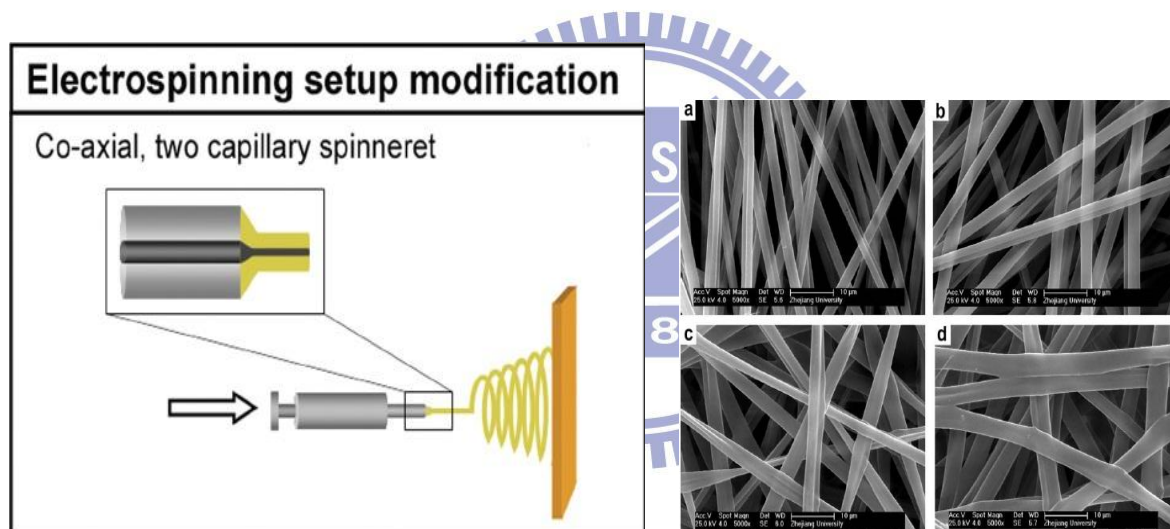 Electrospinning setup modification
Co-axial, two capillary spinneret
S
8
E
a
Acc.V Spot Magn Det WD 10 µm
25.0 kV 4.0 5000x SE 5.6 Zhejiang University
b
Acc.V Spot Magn Det WD 10 µm
25.0 kV 4.0 5000x SE 5.8 Zhejiang University
c
Acc.V Spot Magn Det WD 10 µm
25.0 kV 4.0 5000x SE 6.0 Zhejiang University
d
Acc.V Spot Magn Det WD 10 µm
25.0 kV 4.0 5000x SE 5.7 Zhejiang University